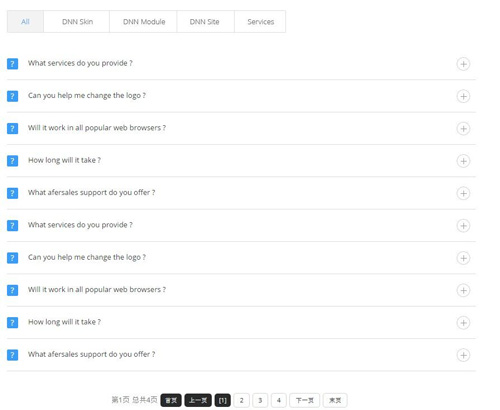 All DNN Skin DNN Module DNN Site Services
? What services do you provide ?
? Can you help me change the logo ?
? Will it work in all popular web browsers ?
? How long will it take ?
? What afersales support do you offer ?
? What services do you provide ?
? Can you help me change the logo ?
? Will it work in all popular web browsers ?
? How long will it take ?
? What afersales support do you offer ?
第1页 总共4页 首页 上一页 [1] 2 3 4 下一页 末页